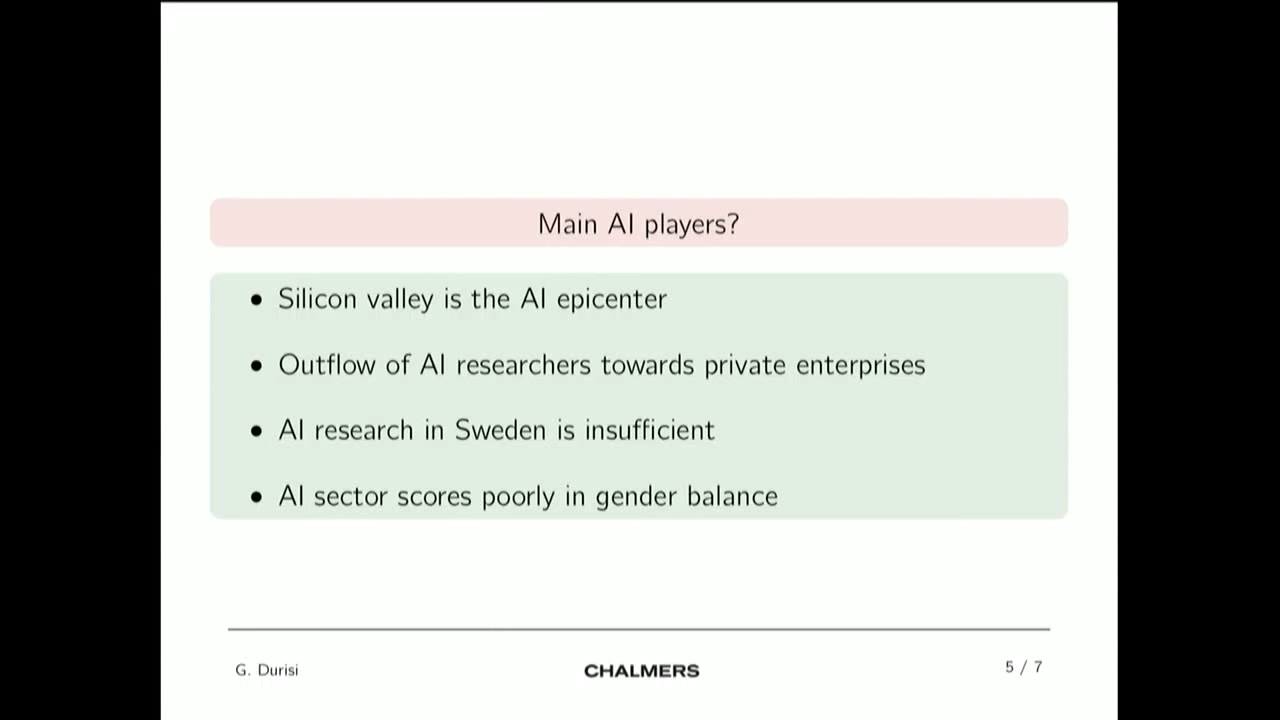 Main AI players?
• Silicon valley is the AI epicenter
• Outflow of AI researchers towards private enterprises
• AI research in Sweden is insufficient
• AI sector scores poorly in gender balance
G. Durisi
CHALMERS
5 / 7